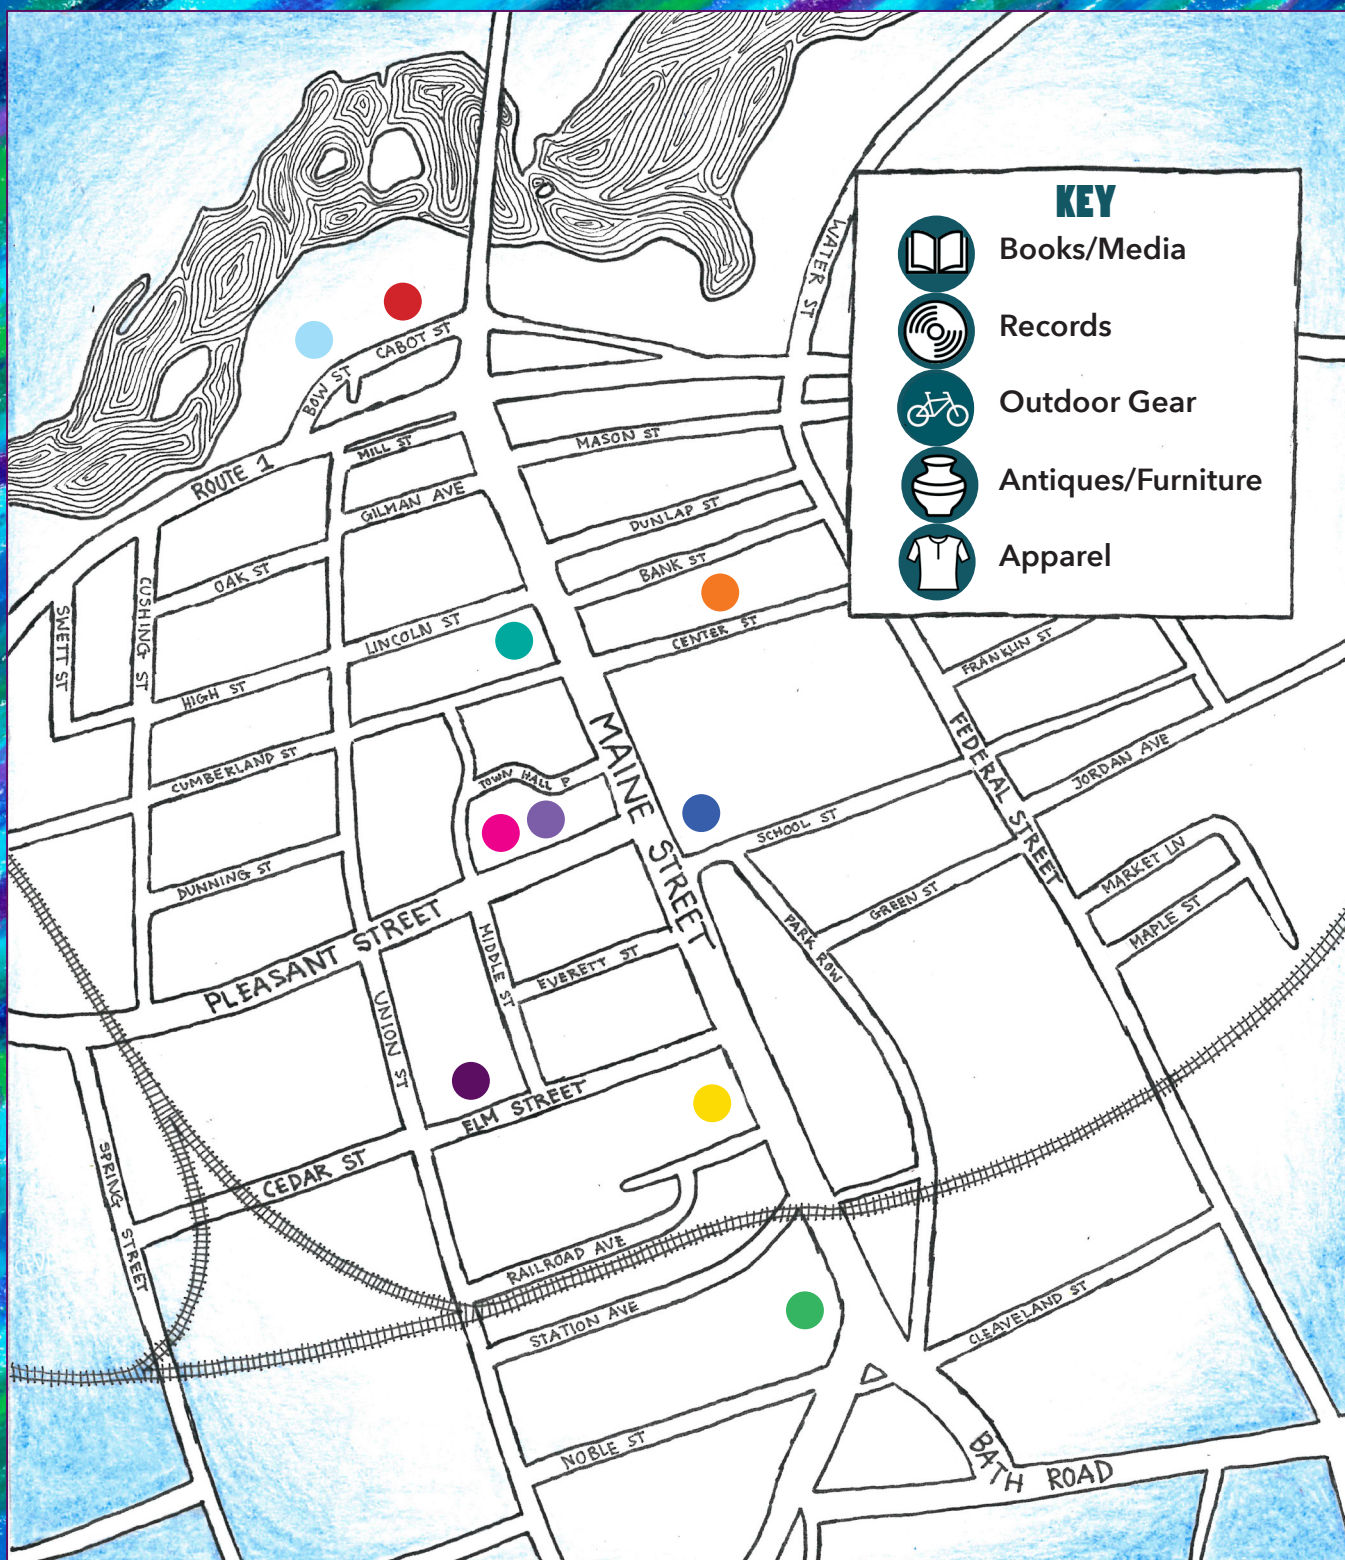 KEY
Books/Media
Records
Outdoor Gear
Antiques/Furniture
Apparel
WATER ST
CABOT ST
BOW ST
MILL ST
MASON ST
ROUTE 1
GILMAN AVE
DUNLAP ST
OAK ST
BANK ST
CUSHING ST
SWETT ST
LINCOLN ST
CENTER ST
FRANKLIN ST
HIGH ST
MAINE STREET
FEDERAL STREET
CUMBERLAND ST
TOWN HALL P
JORDAN AVE
SCHOOL ST
DUNNING ST
MARKET LN
GREEN ST
MAPLE ST
PLEASANT STREET
PARK ROW
MIDDLE ST
EVERETT ST
UNION ST
ELM STREET
SPRING STREET
CEDAR ST
RAILROAD AVE
STATION AVE
CLEAVELAND ST
NOBLE ST
BATH ROAD